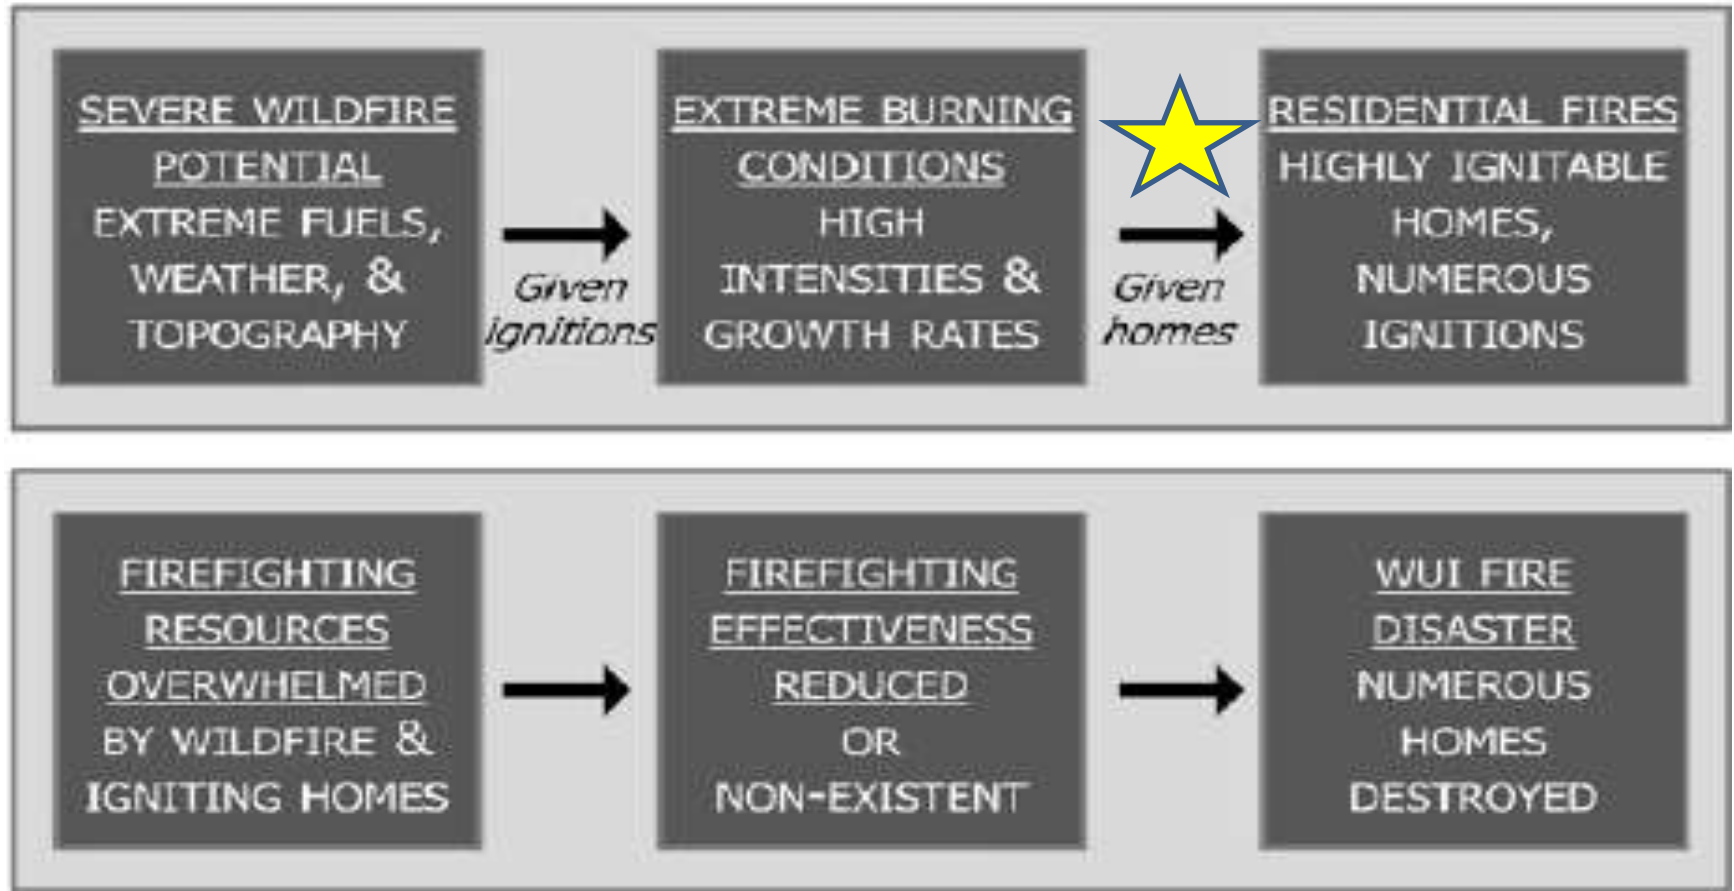 SEVERE WILDFIRE
POTENTIAL
EXTREME FUELS,
WEATHER, &
TOPOGRAPHY
Given
ignitions
EXTREME BURNING
CONDITIONS
HIGH
INTENSITIES &
GROWTH RATES
Given
homes
RESIDENTIAL FIRES
HIGHLY IGNITABLE
HOMES,
NUMEROUS
IGNITIONS
FIREFIGHTING
RESOURCES
OVERWHELMED
BY WILDFIRE &
IGNITING HOMES
FIREFIGHTING
EFFECTIVENESS
REDUCED
OR
NON-EXISTENT
WUI FIRE
DISASTER
NUMEROUS
HOMES
DESTROYED